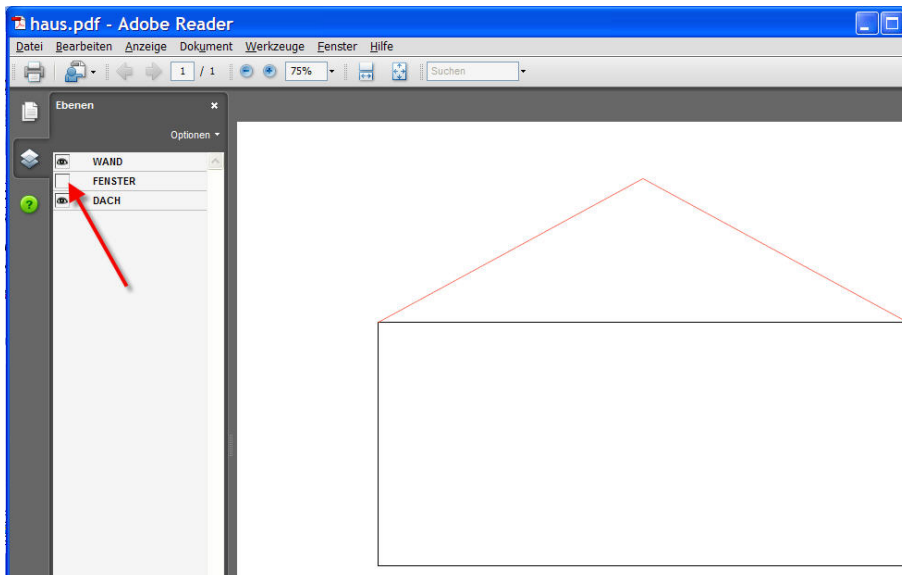 haus.pdf - Adobe Reader
Datei Bearbeiten Anzeige Dokument Werkzeuge Fenster Hilfe
1 / 1 75% Suchen
Ebenen
Optionen
WAND
FENSTER
DACH
?